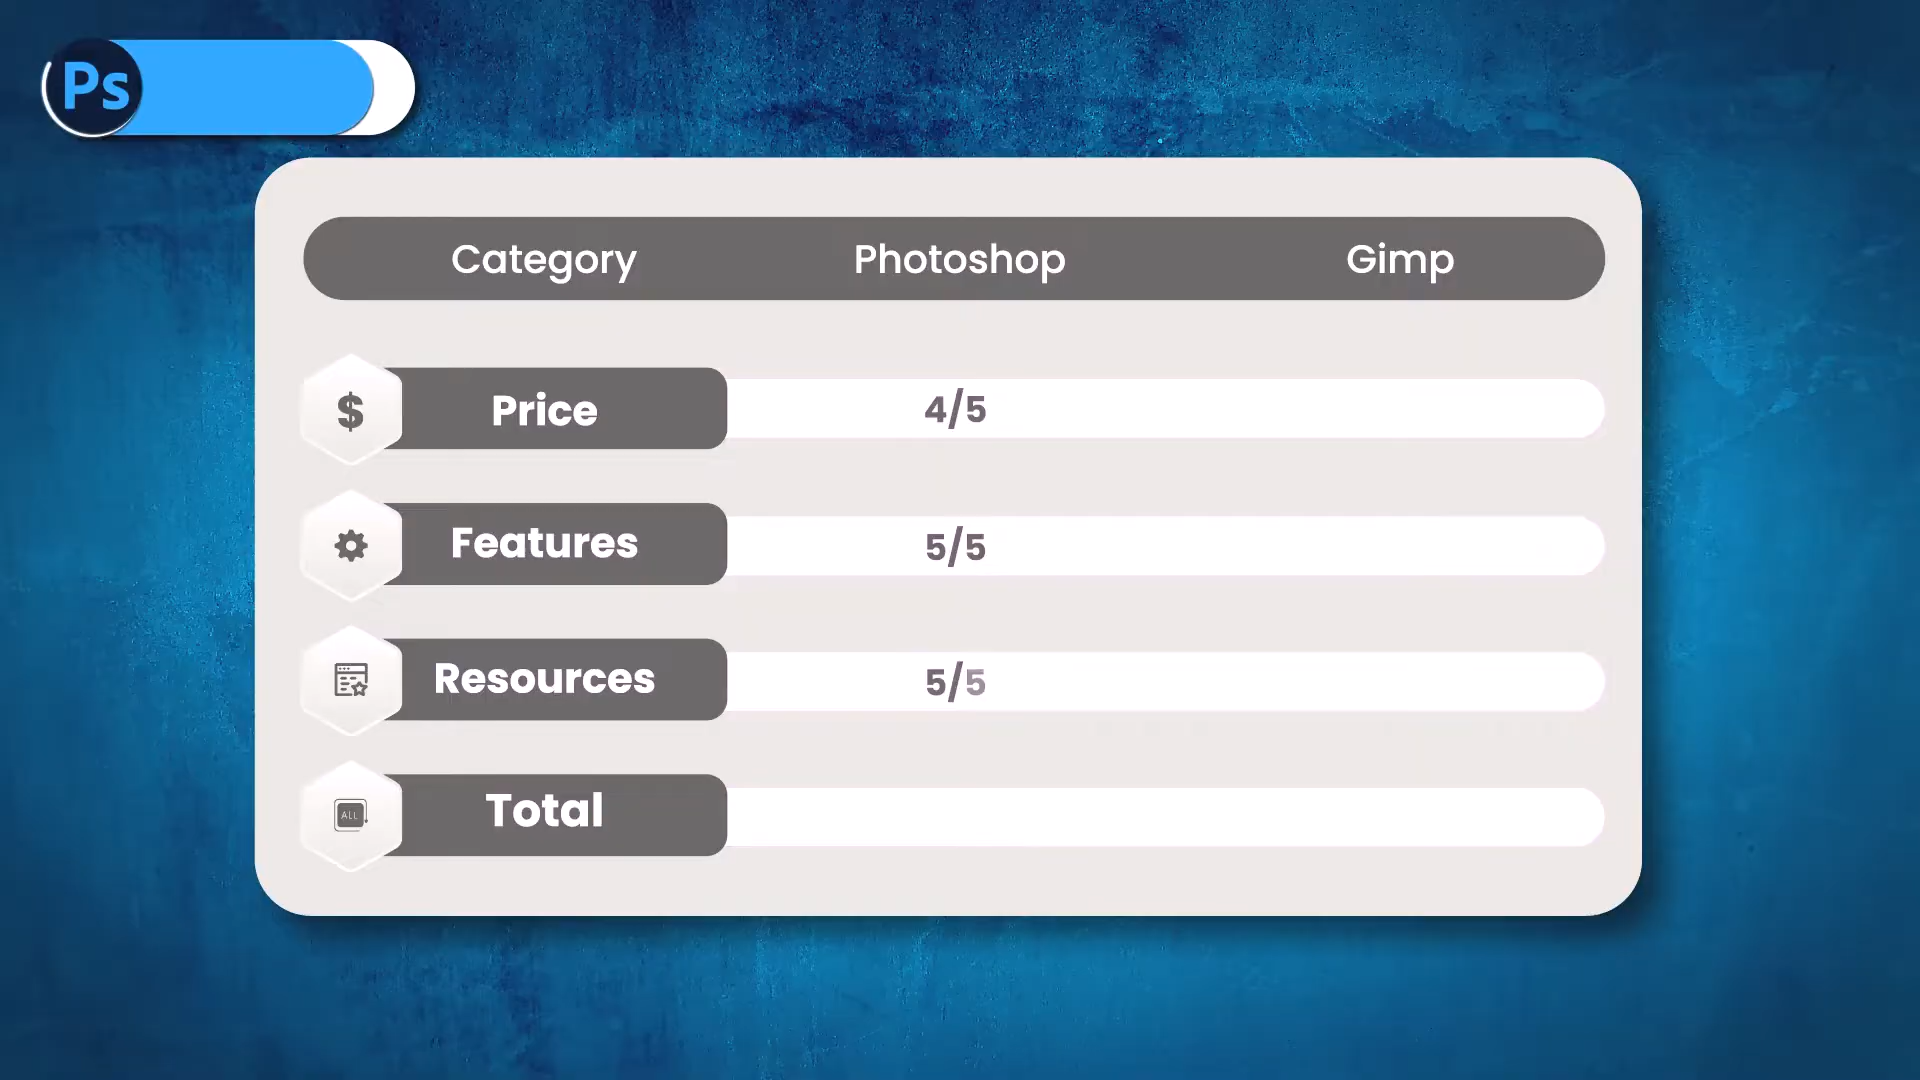 Ps
Category Photoshop Gimp
$ Price 4/5
Features 5/5
Resources 5/5
ALL Total